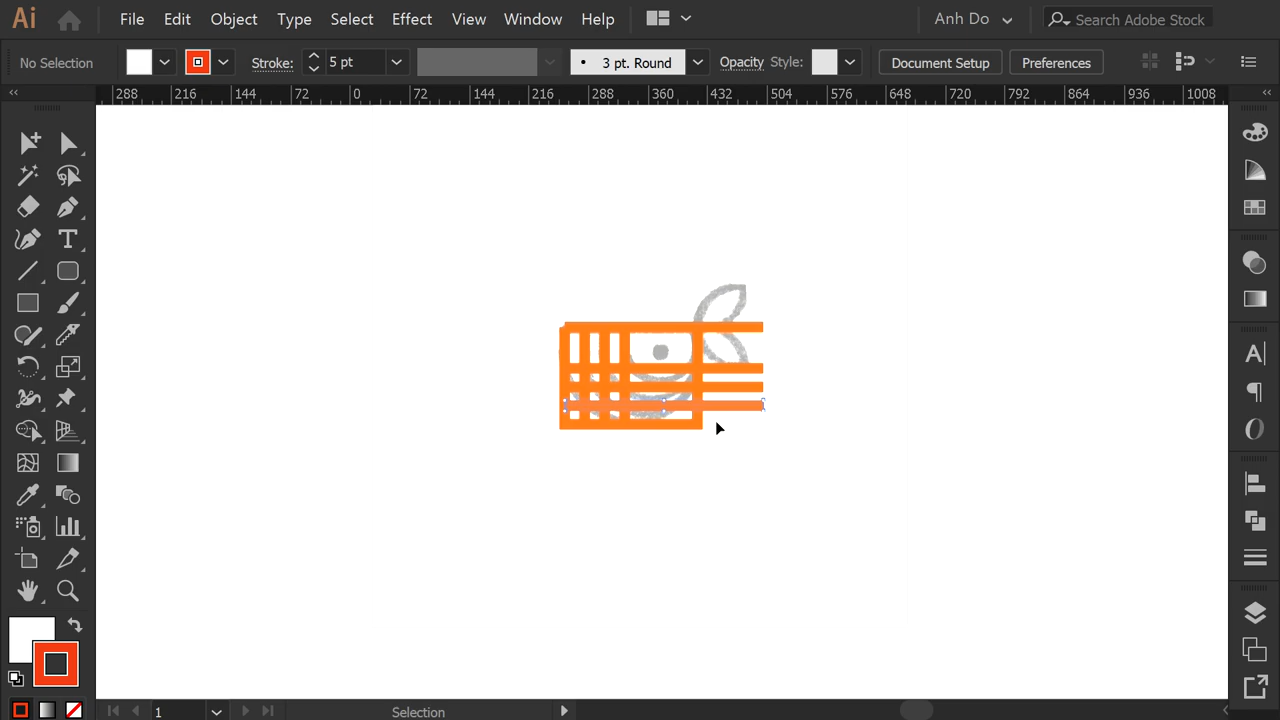 Ai File Edit Object Type Select Effect View Window Help Anh Do Search Adobe Stock
No Selection Stroke: 5 pt 3 pt. Round Opacity Style: Document Setup Preferences
288 216 144 72 0 72 144 216 288 360 432 504 576 648 720 792 864 936 1008
1 Selection